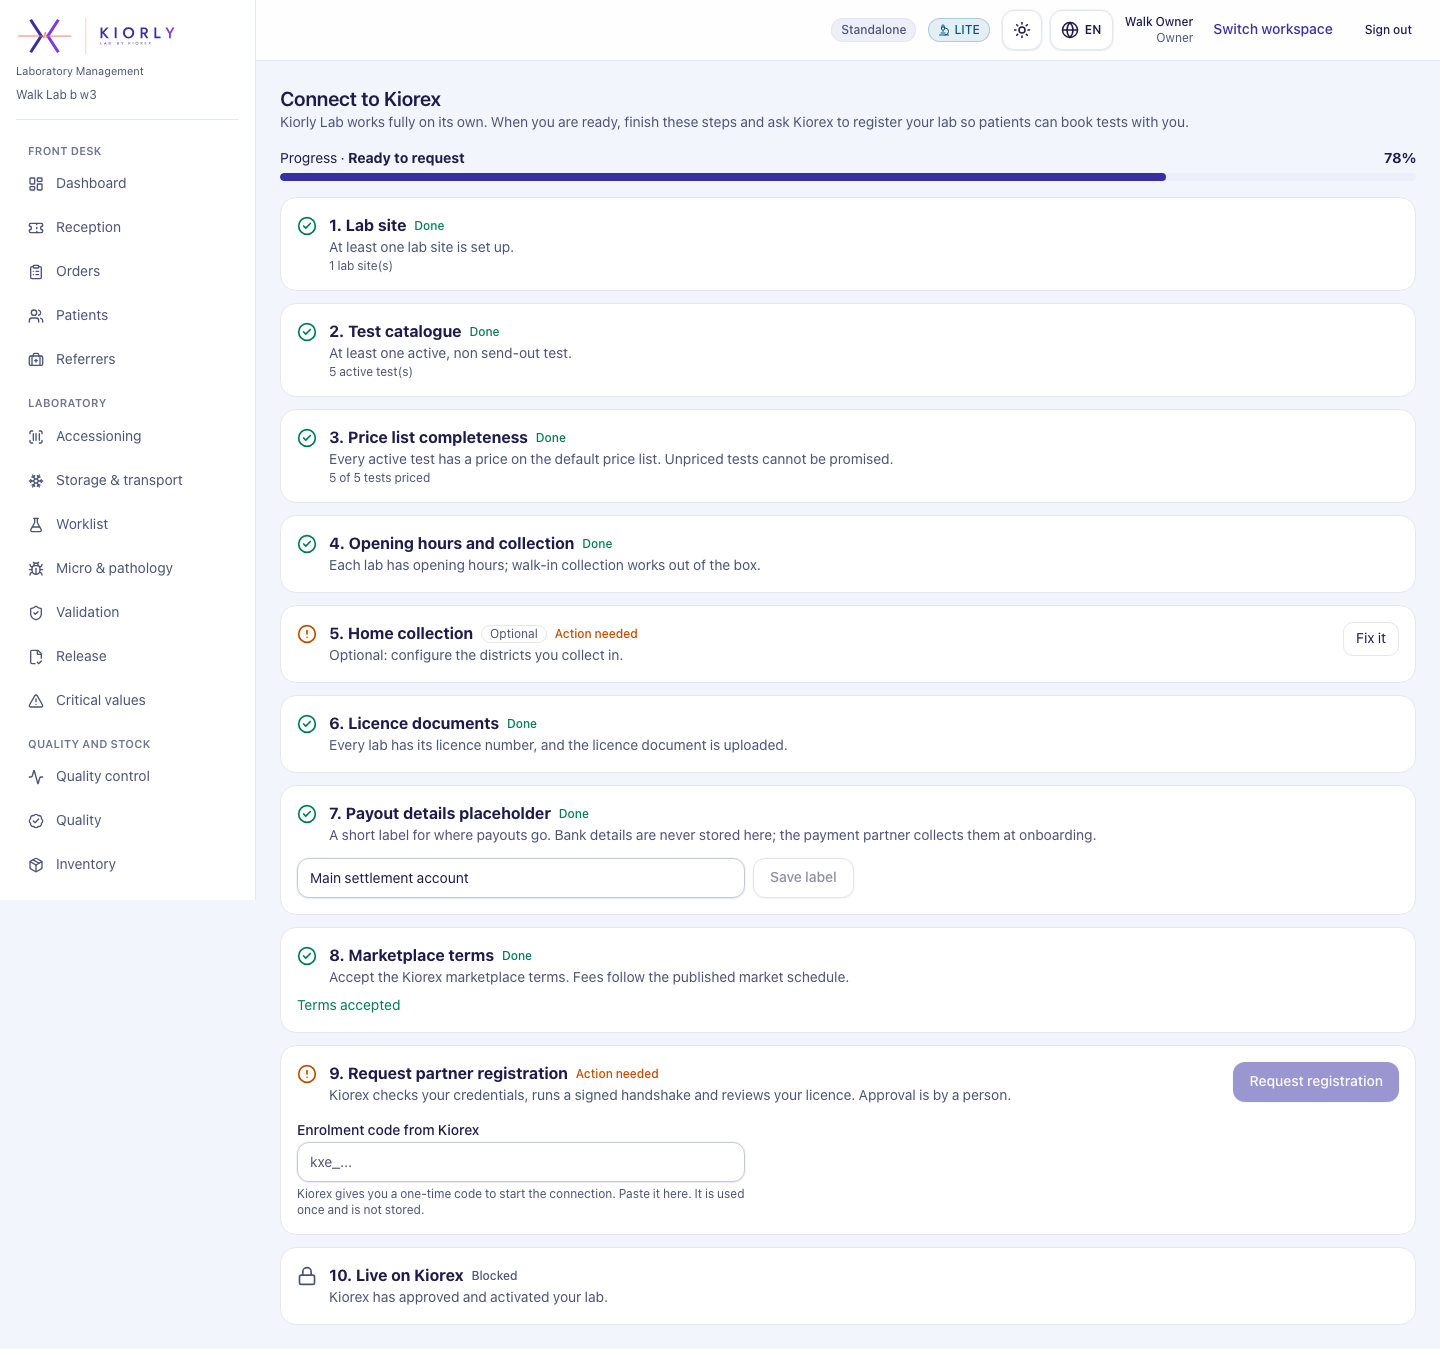 KIORLY
LAB BY KIOREX
Laboratory Management
Walk Lab b w3
FRONT DESK
Dashboard
Reception
Orders
Patients
Referrers
LABORATORY
Accessioning
Storage & transport
Worklist
Micro & pathology
Validation
Release
Critical values
QUALITY AND STOCK
Quality control
Quality
Inventory
Standalone
LITE
EN
Walk Owner
Owner
Switch workspace
Sign out
Connect to Kiorex
Kiorly Lab works fully on its own. When you are ready, finish these steps and ask Kiorex to register your lab so patients can book tests with you.
Progress · Ready to request 78%
1. Lab site Done
At least one lab site is set up.
1 lab site(s)
2. Test catalogue Done
At least one active, non send-out test.
5 active test(s)
3. Price list completeness Done
Every active test has a price on the default price list. Unpriced tests cannot be promised.
5 of 5 tests priced
4. Opening hours and collection Done
Each lab has opening hours; walk-in collection works out of the box.
5. Home collection Optional Action needed
Optional: configure the districts you collect in.
Fix it
6. Licence documents Done
Every lab has its licence number, and the licence document is uploaded.
7. Payout details placeholder Done
A short label for where payouts go. Bank details are never stored here; the payment partner collects them at onboarding.
Main settlement account
Save label
8. Marketplace terms Done
Accept the Kiorex marketplace terms. Fees follow the published market schedule.
Terms accepted
9. Request partner registration Action needed
Kiorex checks your credentials, runs a signed handshake and reviews your licence. Approval is by a person.
Request registration
Enrolment code from Kiorex
kxe_...
Kiorex gives you a one-time code to start the connection. Paste it here. It is used
once and is not stored.
10. Live on Kiorex Blocked
Kiorex has approved and activated your lab.